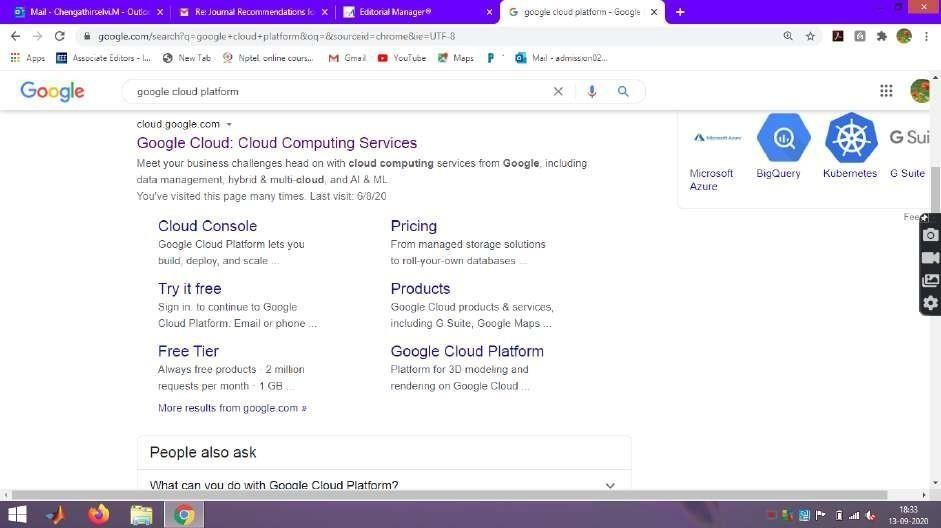 Mail - Chengathirselvi.M - Outlo
Re: Journal Recommendations fo
Editorial Manager®
google cloud platform - Google
google.com/search?q=google+cloud+platform&oq=&sourceid=chrome&ie=UTF-8
Apps
Associate Editors - I...
New Tab
Nptel, online cours...
Gmail
YouTube
Maps
P
Mail - admission02...
Google
google cloud platform
cloud.google.com
Google Cloud: Cloud Computing Services
Meet your business challenges head on with cloud computing services from Google, including
data management, hybrid & multi-cloud, and AI & ML.
You've visited this page many times. Last visit: 6/8/20
Cloud Console
Google Cloud Platform lets you
build, deploy, and scale ...
Pricing
From managed storage solutions
to roll-your-own databases ...
Try it free
Sign in. to continue to Google
Cloud Platform. Email or phone ...
Products
Google Cloud products & services,
including G Suite, Google Maps ...
Free Tier
Always free products · 2 million
requests per month · 1 GB ...
Google Cloud Platform
Platform for 3D modeling and
rendering on Google Cloud ...
More results from google.com »
People also ask
What can you do with Google Cloud Platform?
Microsoft Azure
G Sui
Microsoft
Azure
BigQuery
Kubernetes
G Suite
Fee
18:33
13-09-2020